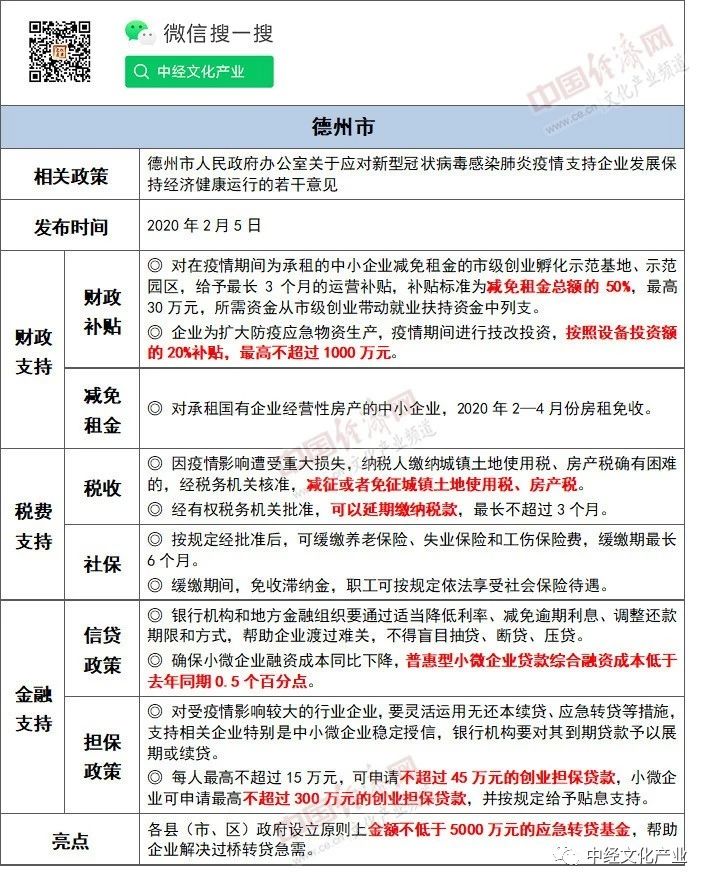 微信搜一搜
中经文化产业
中国经济网
www.ce.cn 文化产业频道
德州市
相关政策
德州市人民政府办公室关于应对新型冠状病毒感染肺炎疫情支持企业发展保
持经济健康运行的若干意见
发布时间
2020 年 2 月 5 日
财政
支持
财政
补贴
◎ 对在疫情期间为承租的中小企业减免租金的市级创业孵化示范基地、示范
园区，给予最长 3 个月的运营补贴，补贴标准为减免租金总额的 50%，最高
30 万元，所需资金从市级创业带动就业扶持资金中列支。
◎ 企业为扩大防疫应急物资生产，疫情期间进行技改投资，按照设备投资额
的 20%补贴，最高不超过 1000 万元。
减免
租金
◎ 对承租国有企业经营性房产的中小企业，2020 年 2—4 月份房租免收。
中国经济网
www.ce.cn 文化产业频道
税费
支持
税收
◎ 因疫情影响遭受重大损失，纳税人缴纳城镇土地使用税、房产税确有困难
的，经税务机关核准，减征或者免征城镇土地使用税、房产税。
◎ 经有权税务机关批准，可以延期缴纳税款，最长不超过 3 个月。
社保
◎ 按规定经批准后，可缓缴养老保险、失业保险和工伤保险费，缓缴期最长
6 个月。
◎ 缓缴期间，免收滞纳金，职工可按规定依法享受社会保险待遇。
金融
支持
信贷
政策
◎ 银行机构和地方金融组织要通过适当降低利率、减免逾期利息、调整还款
期限和方式，帮助企业渡过难关，不得盲目抽贷、断贷、压贷。
◎ 确保小微企业融资成本同比下降，普惠型小微企业贷款综合融资成本低于
去年同期 0.5 个百分点。
担保
政策
◎ 对受疫情影响较大的行业企业，要灵活运用无还本续贷、应急转贷等措施，
支持相关企业特别是中小微企业稳定授信，银行机构要对其到期贷款予以展
期或续贷。
◎ 每人最高不超过 15 万元，可申请不超过 45 万元的创业担保贷款，小微企
业可申请最高不超过 300 万元的创业担保贷款，并按规定给予贴息支持。
中国经济网
www.ce.cn 文化产业频道
亮点
各县（市、区）政府设立原则上金额不低于 5000 万元的应急转贷基金，帮助
企业解决过桥转贷急需。
中经文化产业